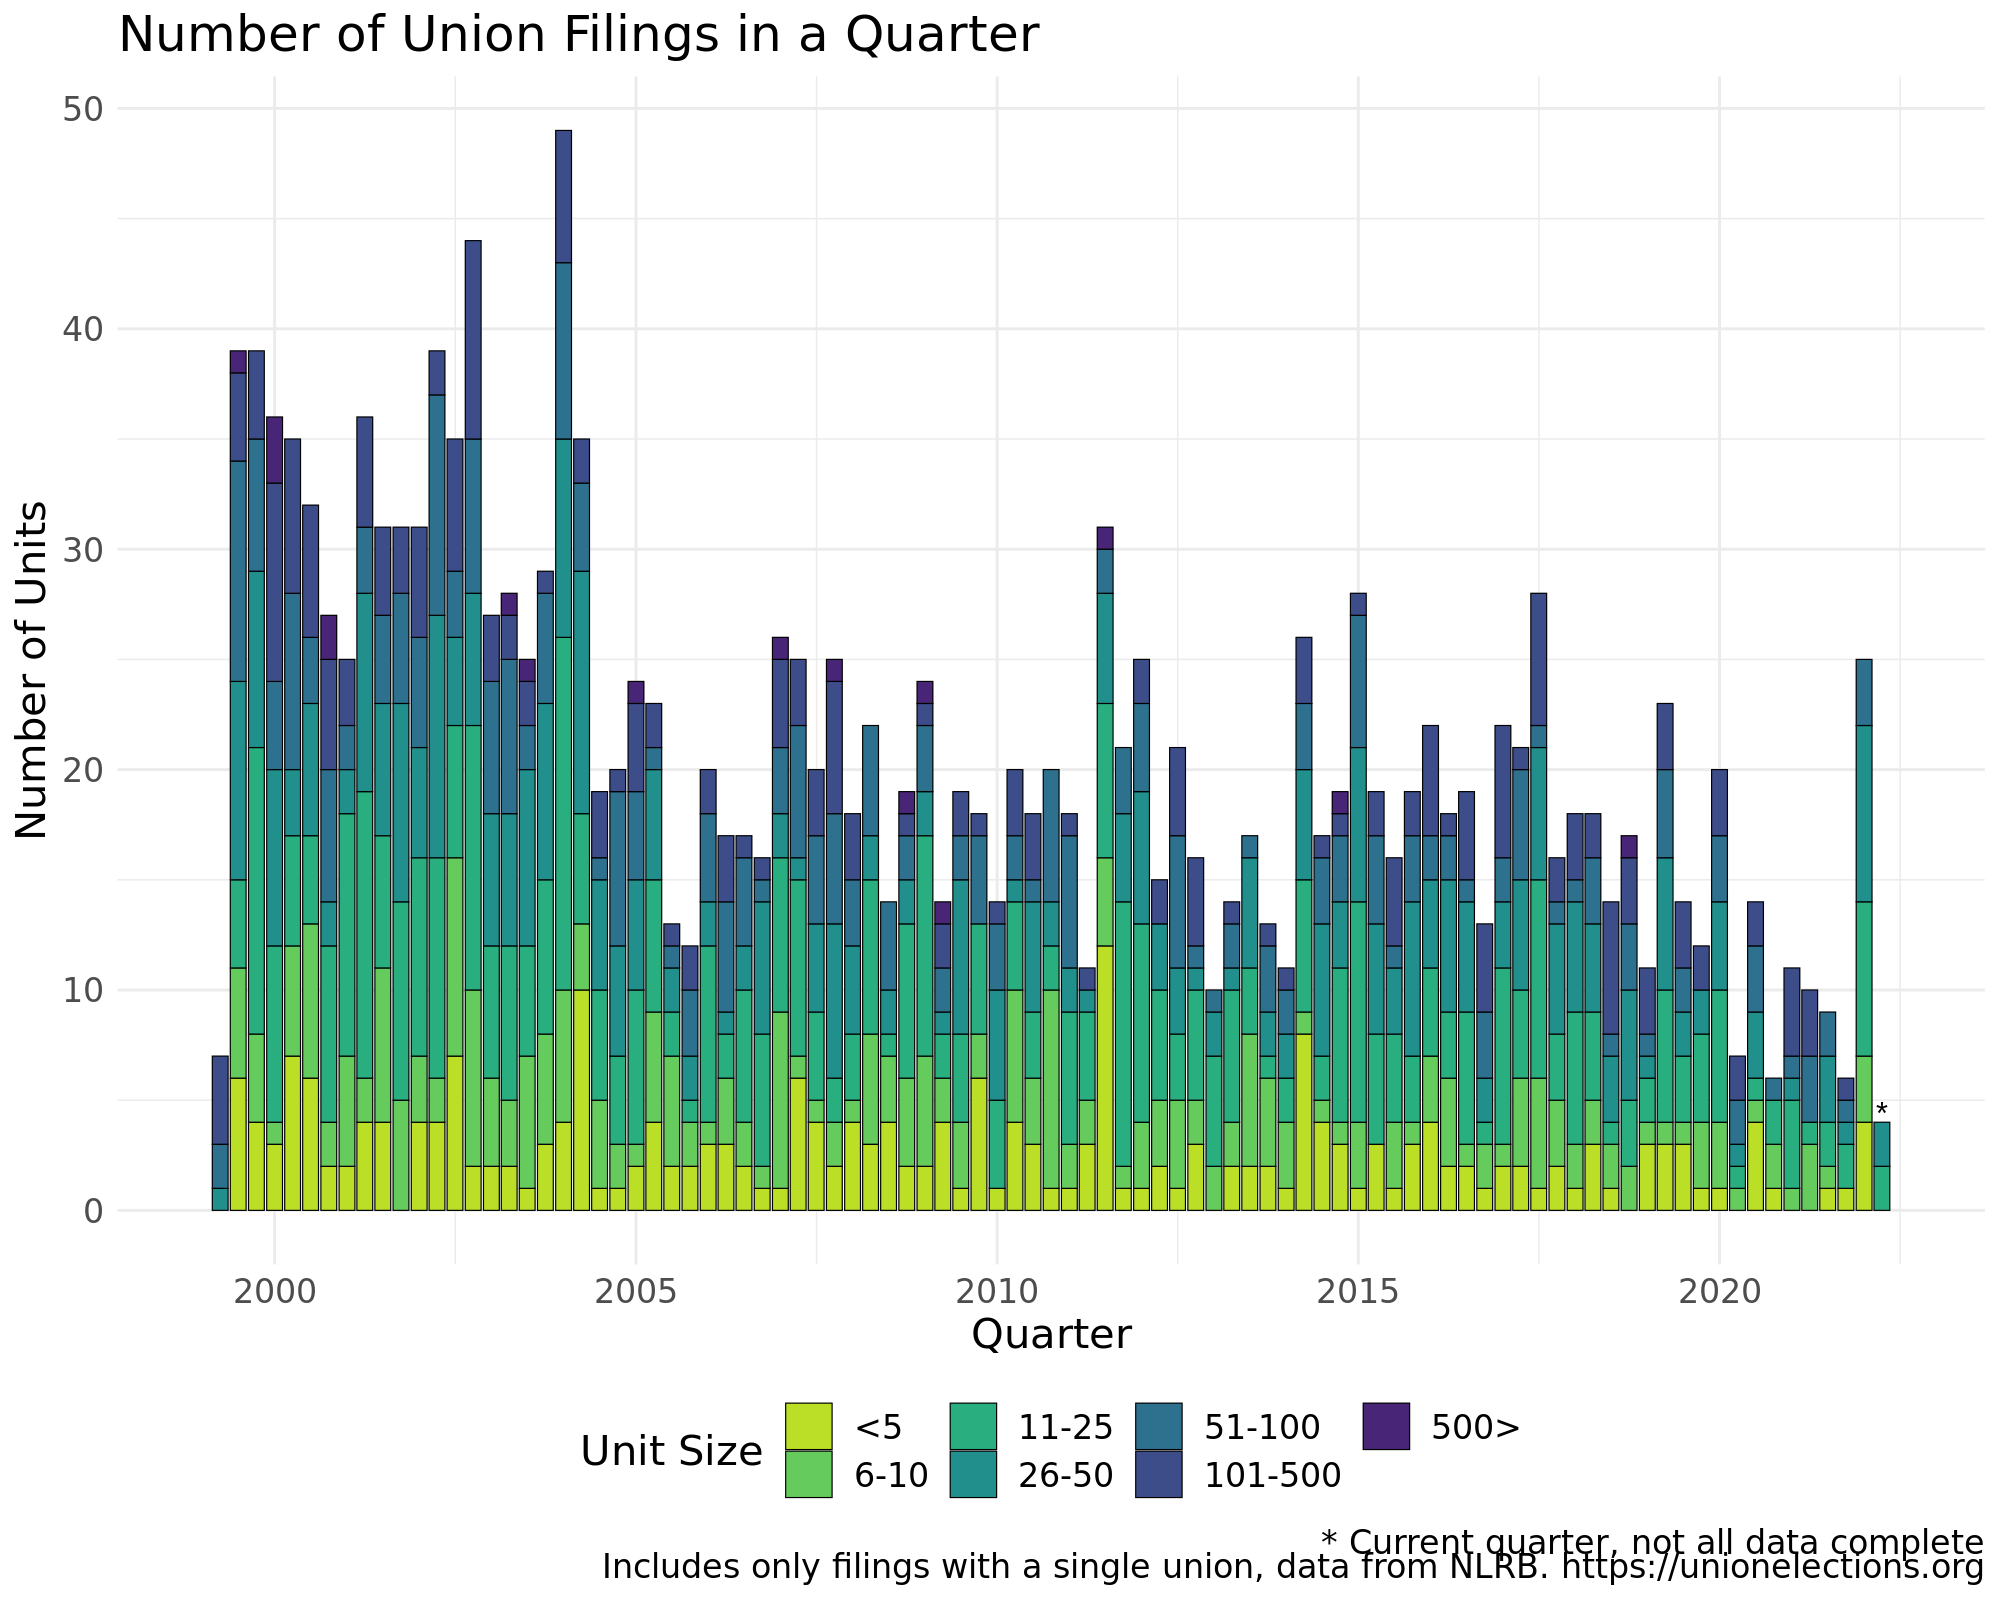 Number of Union Filings in a Quarter
50
40
30
20
10
0
Number of Units
*
2000 2005 2010 2015 2020
Quarter
Unit Size
<5 11-25 51-100 500>
6-10 26-50 101-500
* Current quarter, not all data complete
Includes only filings with a single union, data from NLRB. https://unionelections.org